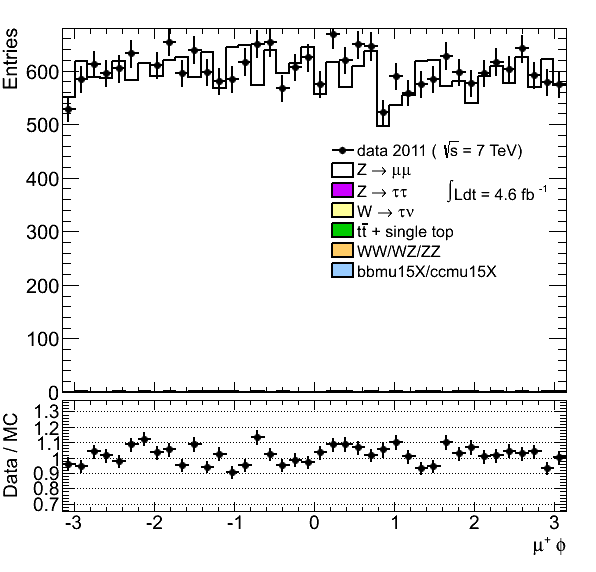 Entries
600
500
400
300
200
100
0
data 2011 ( √s = 7 TeV)
Z → μμ
Z → ττ
∫Ldt = 4.6 fb⁻¹
W → τν
tt̄ + single top
WW/WZ/ZZ
bbmu15X/ccmu15X
Data / MC
1.3
1.2
1.1
1
0.9
0.8
0.7
-3 -2 -1 0 1 2 3
μ⁺ ϕ